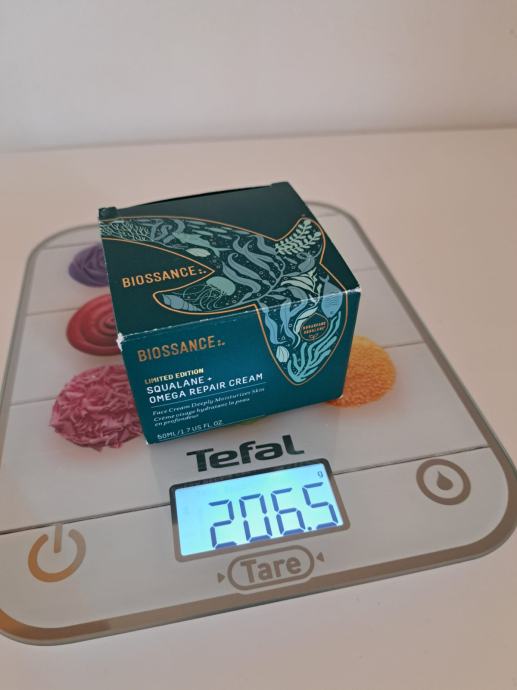 BIOSSANCE
BIOSSANCE
LIMITED EDITION
SQUALANE +
OMEGA REPAIR CREAM
Face Cream Deeply Moisturizes Skin
Crème visage hydratant la peau
en profondeur
50ML/1.7 US FL. OZ.
Tefal
g
206.5
Tare